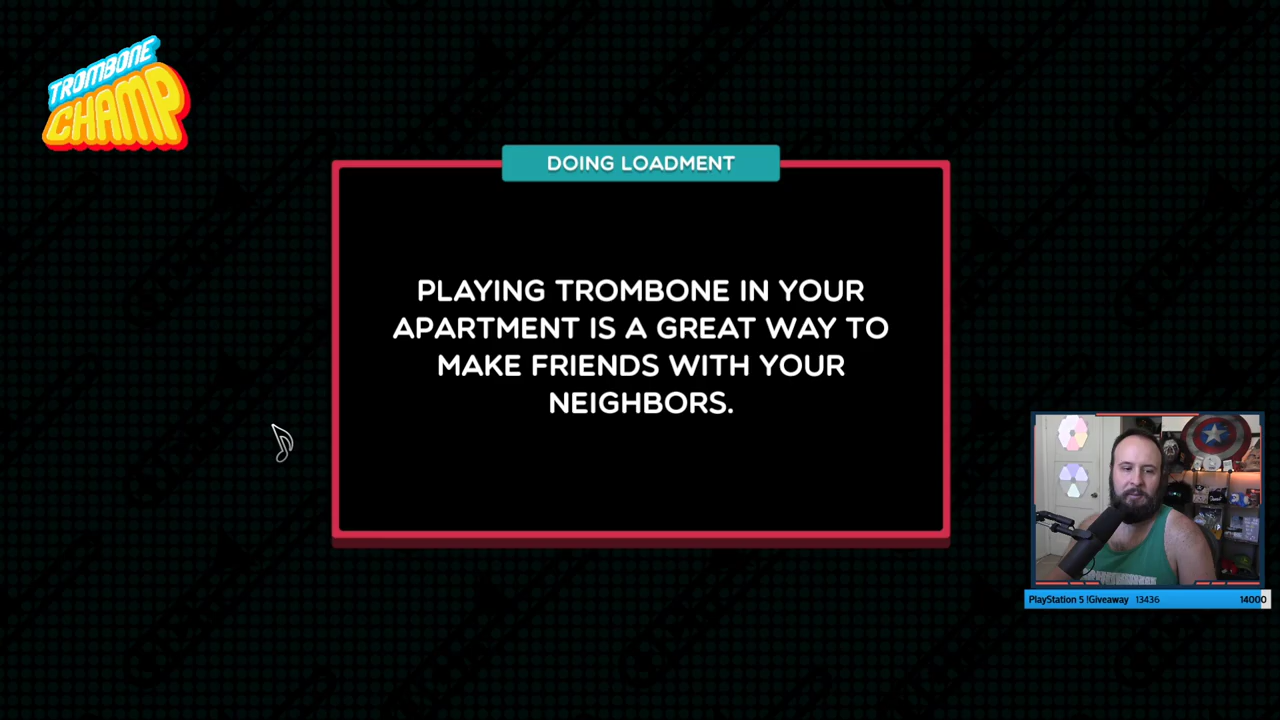 TROMBONE
CHAMP
DOING LOADMENT
PLAYING TROMBONE IN YOUR
APARTMENT IS A GREAT WAY TO
MAKE FRIENDS WITH YOUR
NEIGHBORS.
PlayStation 5 !Giveaway 13436 14000